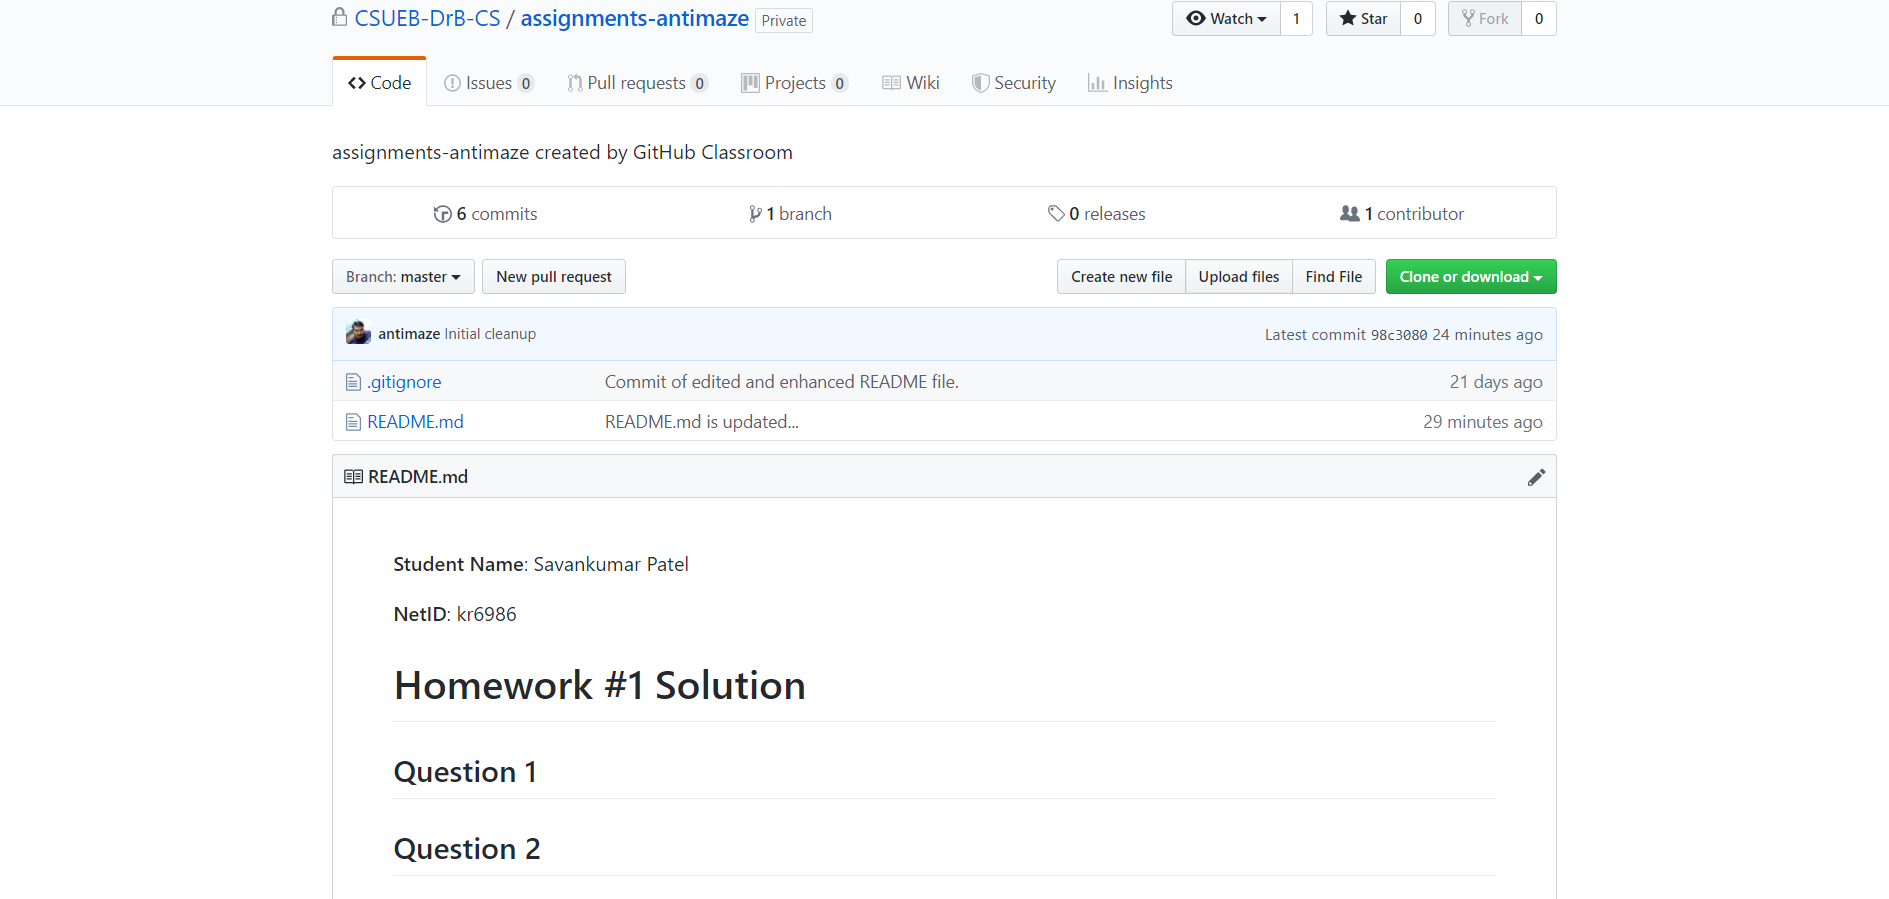 CSUEB-DrB-CS / assignments-antimaze Private Watch 1 Star 0 Fork 0
Code Issues 0 Pull requests 0 Projects 0 Wiki Security Insights
assignments-antimaze created by GitHub Classroom
6 commits 1 branch 0 releases 1 contributor
Branch: master New pull request Create new file Upload files Find File Clone or download
antimaze Initial cleanup Latest commit 98c3080 24 minutes ago
.gitignore Commit of edited and enhanced README file. 21 days ago
README.md README.md is updated... 29 minutes ago
README.md
Student Name: Savankumar Patel
NetID: kr6986
Homework #1 Solution
Question 1
Question 2